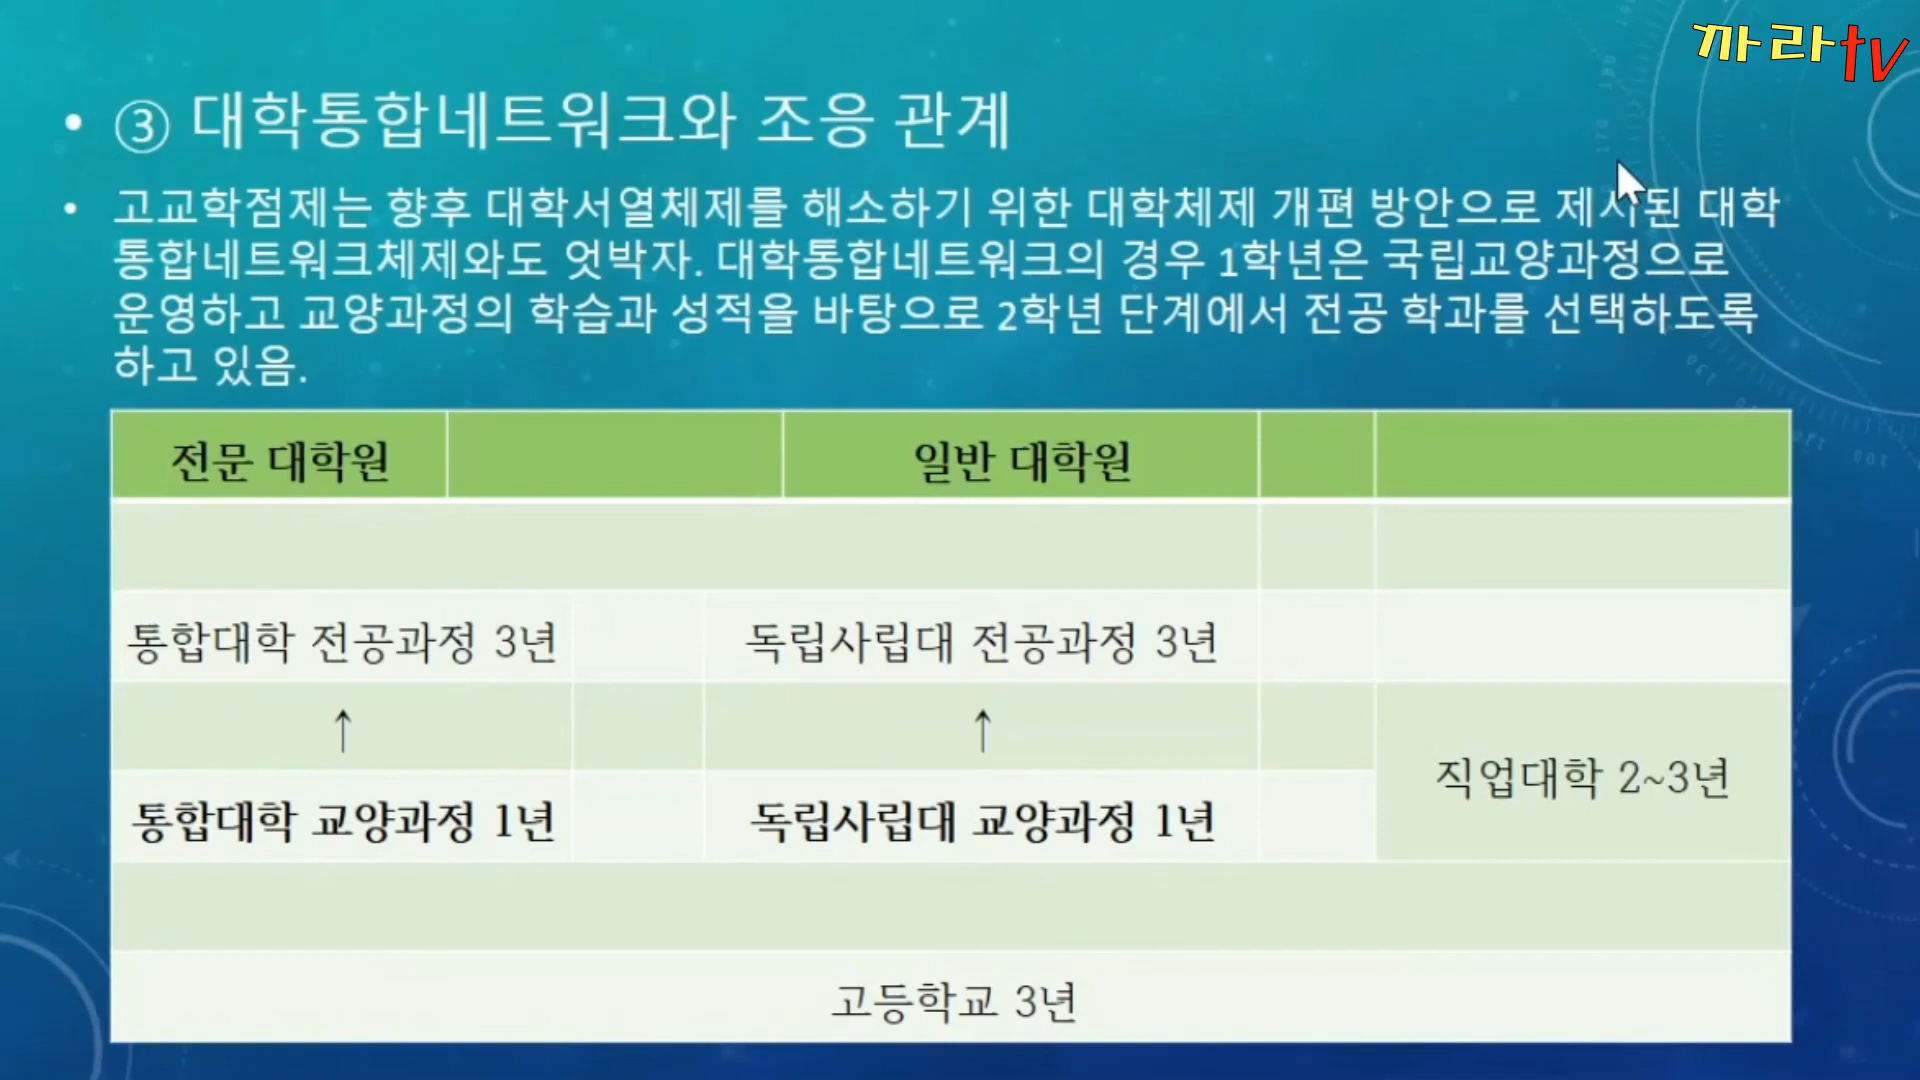 까라tv
• ③ 대학통합네트워크와 조응 관계
• 고교학점제는 향후 대학서열체제를 해소하기 위한 대학체제 개편 방안으로 제시된 대학
통합네트워크체제와도 엇박자. 대학통합네트워크의 경우 1학년은 국립교양과정으로
운영하고 교양과정의 학습과 성적을 바탕으로 2학년 단계에서 전공 학과를 선택하도록
하고 있음.
전문 대학원 일반 대학원
통합대학 전공과정 3년 독립사립대 전공과정 3년
↑ ↑
직업대학 2~3년
통합대학 교양과정 1년 독립사립대 교양과정 1년
고등학교 3년